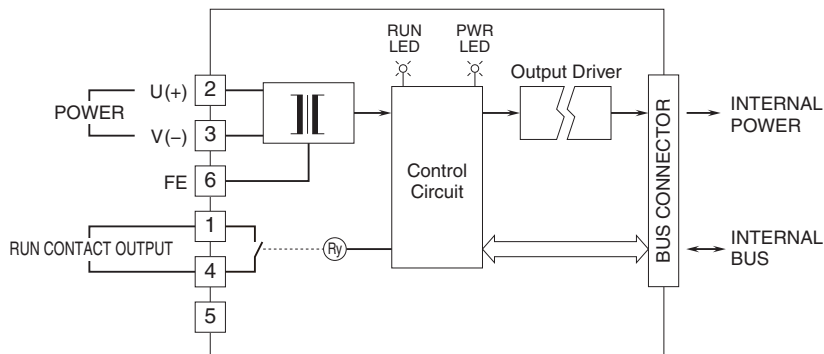 RUN
LED
PWR
LED
Output Driver
POWER
U (+)
2
V (−)
3
FE
6
Control
Circuit
BUS CONNECTOR
INTERNAL
POWER
RUN CONTACT OUTPUT
1
4
Ry
INTERNAL
BUS
5